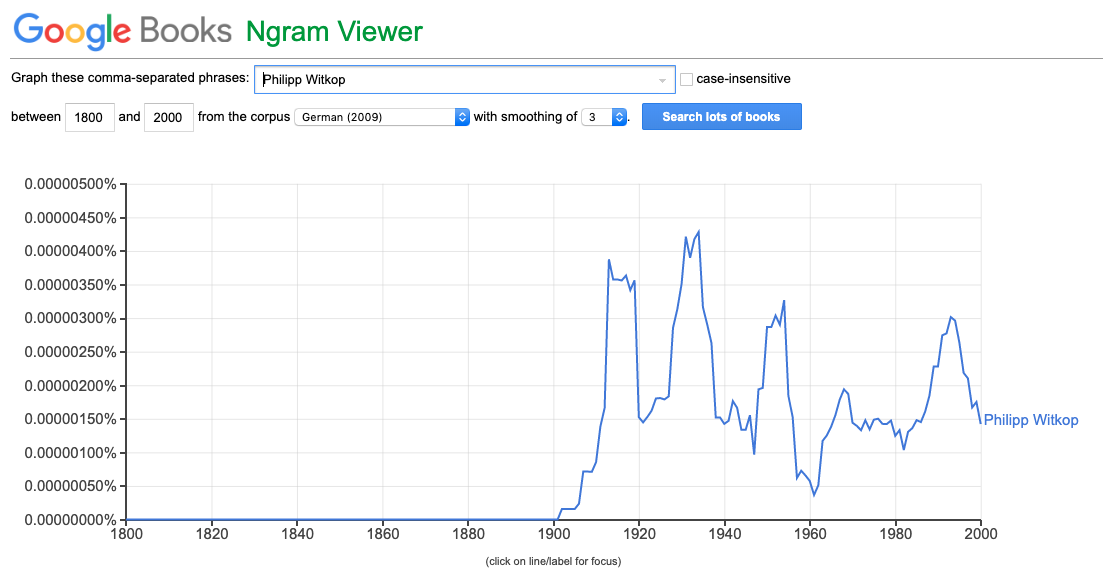 Google Books Ngram Viewer
Graph these comma-separated phrases: Philipp Witkop case-insensitive
between 1800 and 2000 from the corpus German (2009) with smoothing of 3 . Search lots of books
0.00000500%
0.00000450%
0.00000400%
0.00000350%
0.00000300%
0.00000250%
0.00000200%
0.00000150%
Philipp Witkop
0.00000100%
0.00000050%
0.00000000%
1800 1820 1840 1860 1880 1900 1920 1940 1960 1980 2000
(click on line/label for focus)